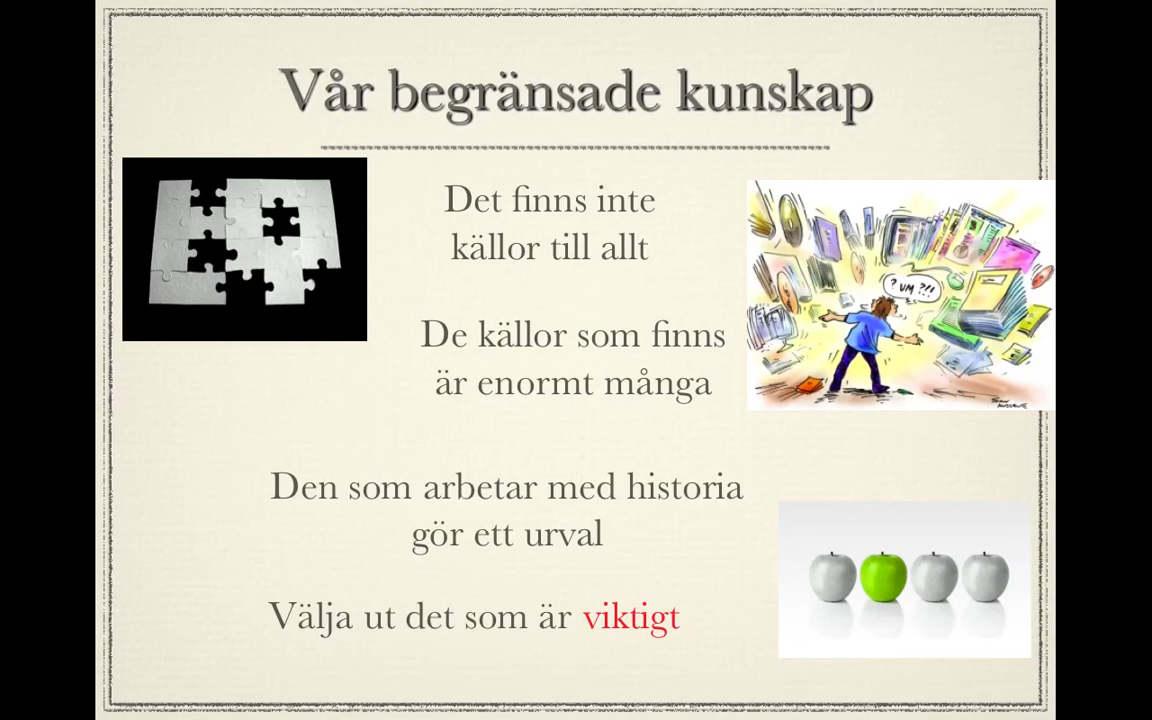 Vår begränsade kunskap
Det finns inte
källor till allt
De källor som finns
är enormt många
? UM ?!!
Den som arbetar med historia
gör ett urval
Välja ut det som är viktigt